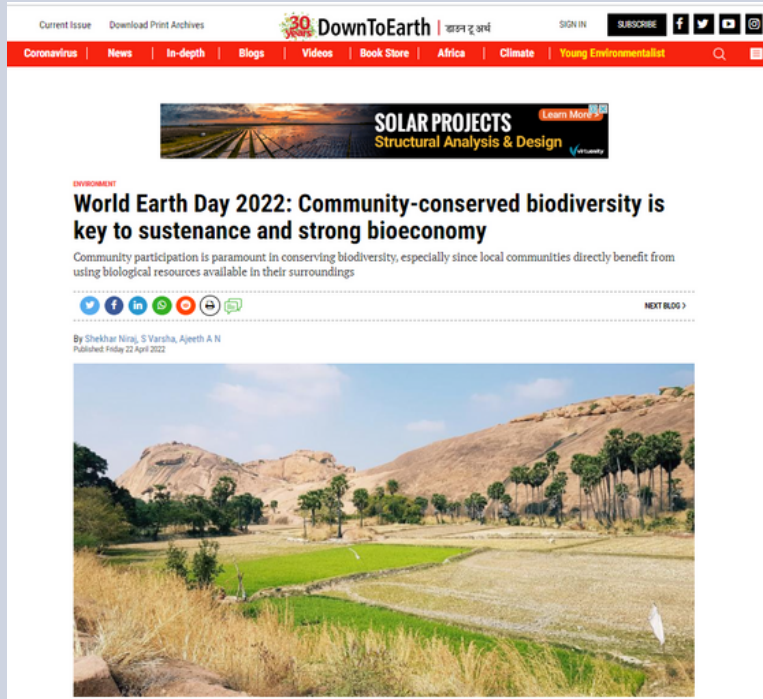 Current Issue Download Print Archives
30 years DownToEarth | डाउन टू अर्थ
SIGN IN SUBSCRIBE
Coronavirus | News | In-depth | Blogs | Videos | Book Store | Africa | Climate | Young Environmentalist
SOLAR PROJECTS
Structural Analysis & Design
Learn More >
ENVIRONMENT
World Earth Day 2022: Community-conserved biodiversity is
key to sustenance and strong bioeconomy
Community participation is paramount in conserving biodiversity, especially since local communities directly benefit from
using biological resources available in their surroundings
NEXT BLOG >
By Shekhar Niraj, S Varsha, Ajeeth A N
Published: Friday 22 April 2022